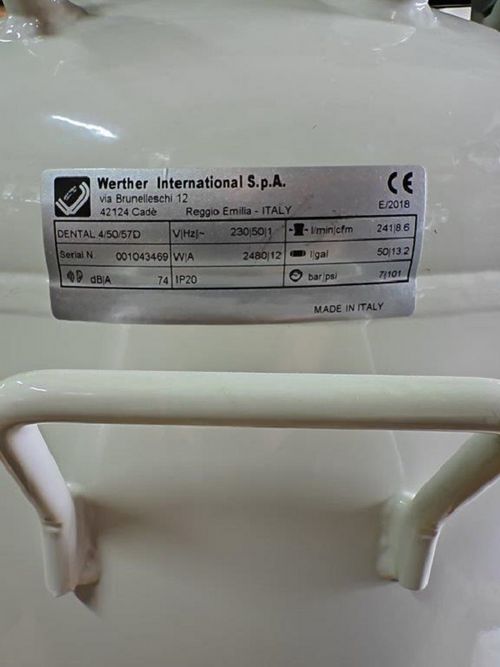 Werther International S.p.A.
via Brunelleschi 12
42124 Cadè Reggio Emilia - ITALY
CE
E/2018
DENTAL 4/50/57D V|Hz|~ 230|50|1 l/min|cfm 241|8.6
Serial N. 001043469 W|A 2480|12 l|gal 50|13.2
dB|A 74 IP20 bar|psi 7|101
MADE IN ITALY